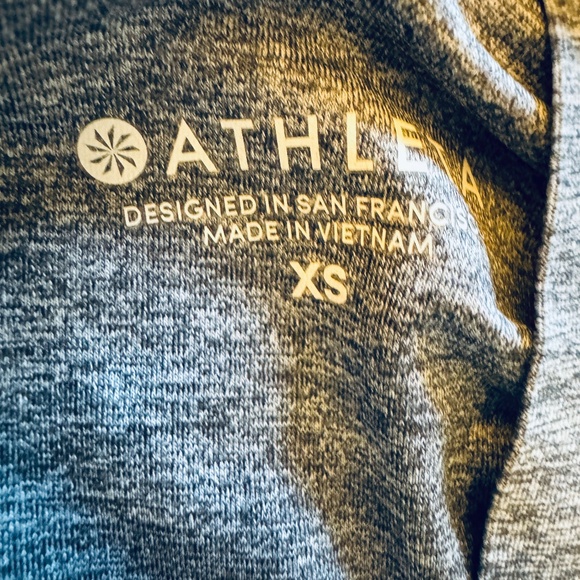 ATHLETA
DESIGNED IN SAN FRANCIS
MADE IN VIETNAM
XS